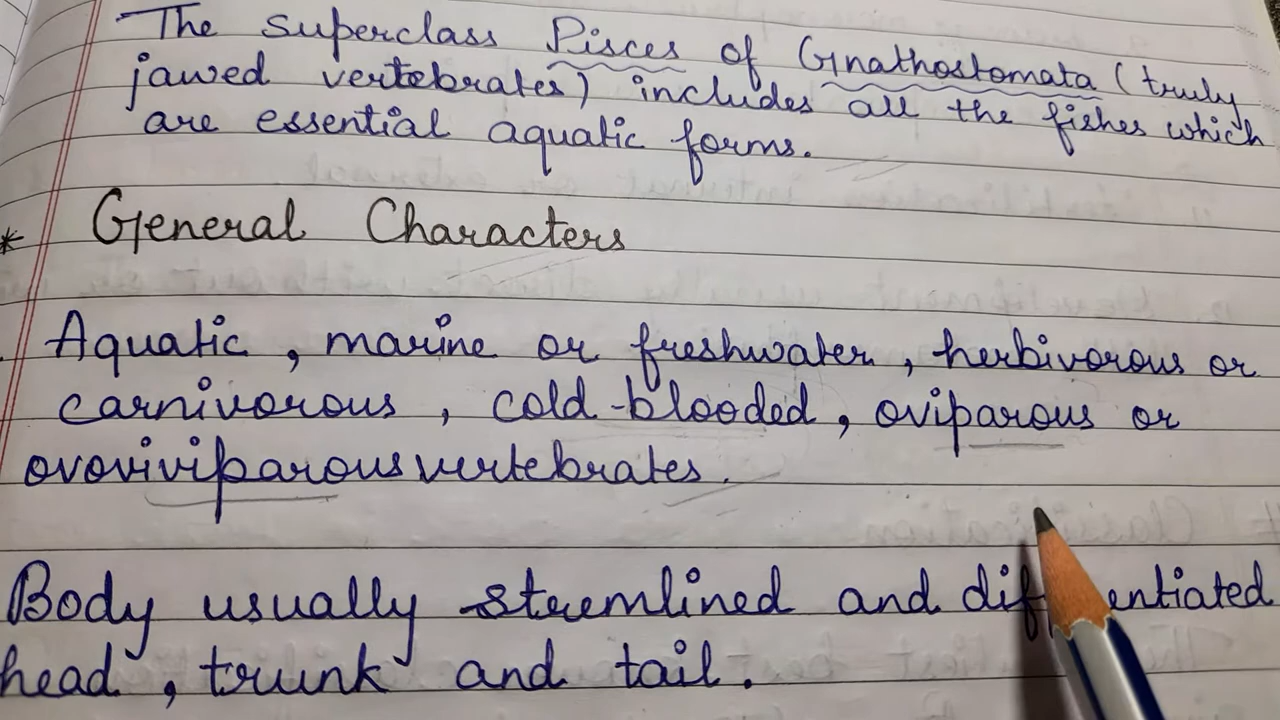 The superclass Pisces of Gnathostomata (truly
jawed vertebrates) includes all the fishes which
are essential aquatic forms.
* General Characters
Aquatic, marine or freshwater, herbivorous or
carnivorous, cold-blooded, oviparous or
ovoviviparous vertebrates.
Body usually stremlined and
head, trunk and tail.